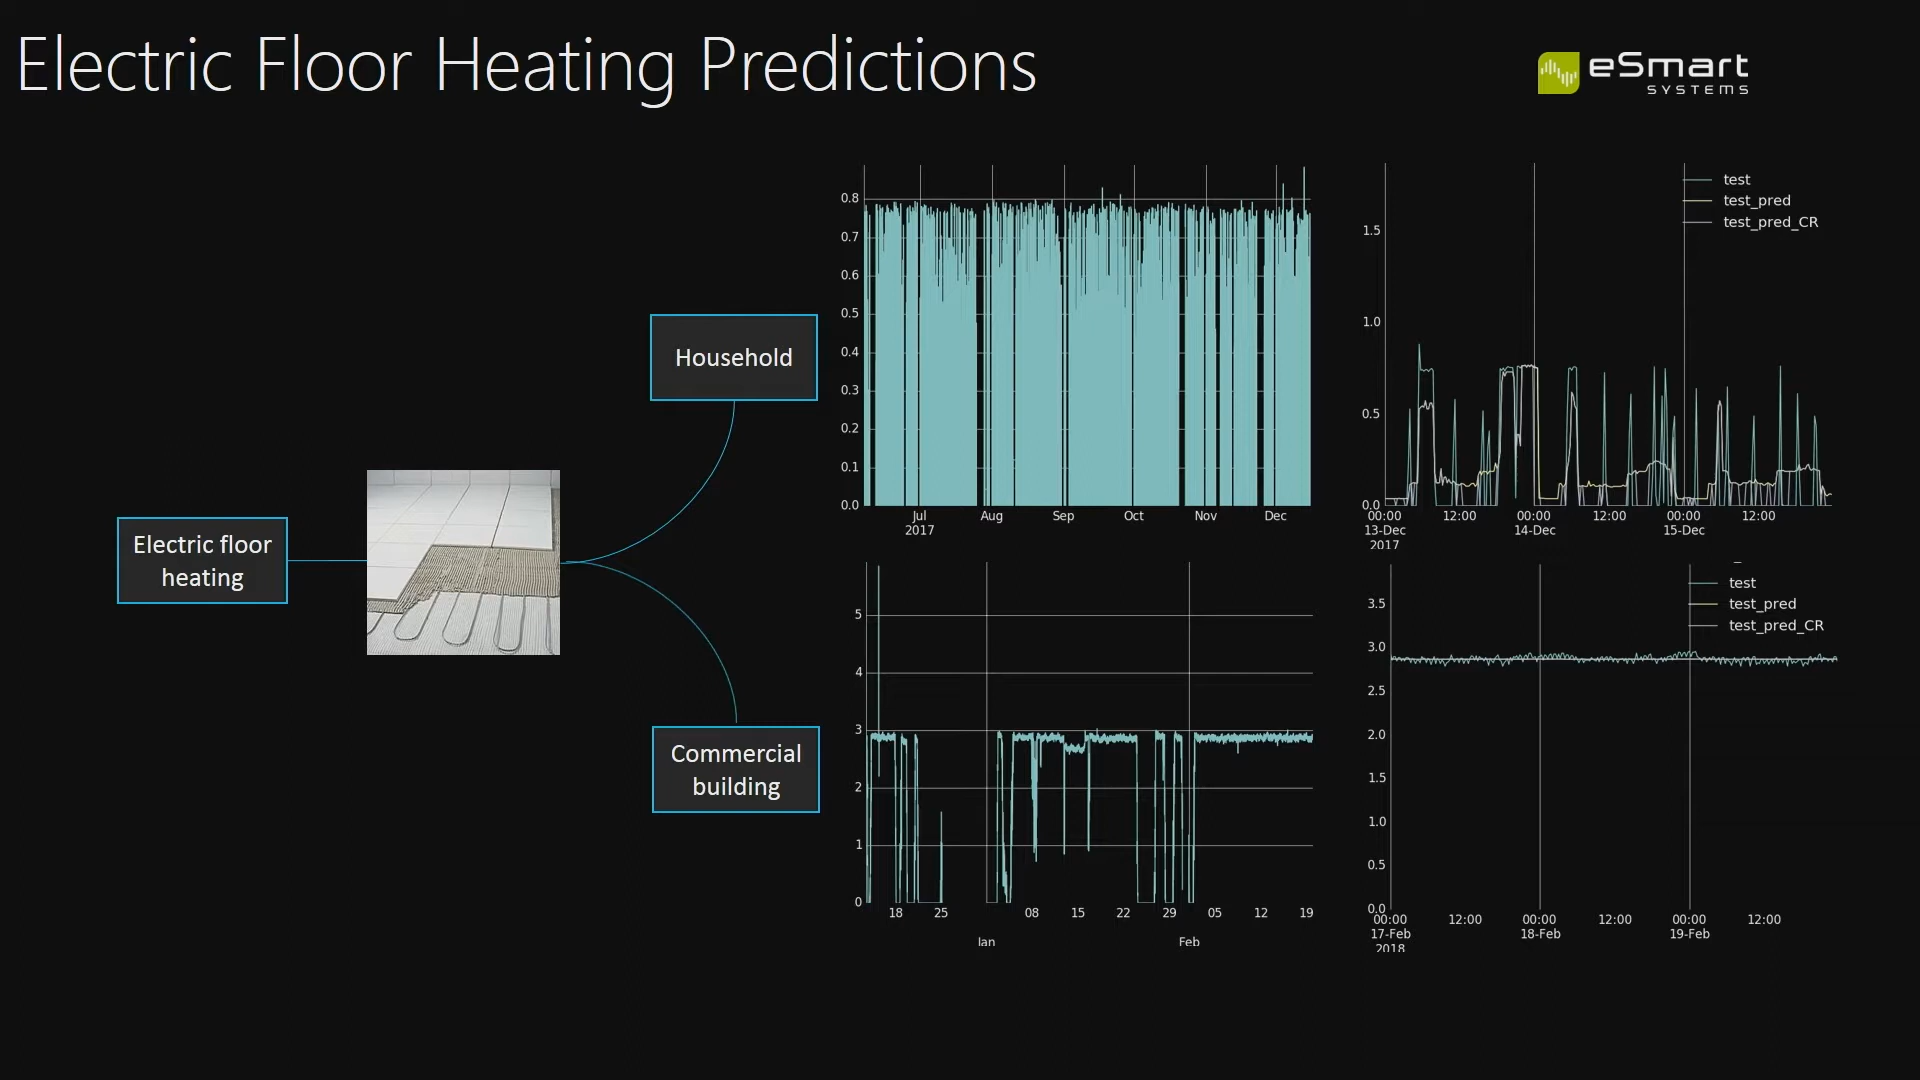 Electric Floor Heating Predictions
eSmart
SYSTEMS
Electric floor
heating
Household
Commercial
building
0.8
0.7
0.6
0.5
0.4
0.3
0.2
0.1
0.0
Jul Aug Sep Oct Nov Dec
2017
test
test_pred
test_pred_CR
1.5
1.0
0.5
0.0
00:00 12:00 00:00 12:00 00:00 12:00
13-Dec 14-Dec 15-Dec
2017
5
4
3
2
1
0
18 25 08 15 22 29 05 12 19
Jan Feb
test
test_pred
test_pred_CR
3.5
3.0
2.5
2.0
1.5
1.0
0.5
0.0
00:00 12:00 00:00 12:00 00:00 12:00
17-Feb 18-Feb 19-Feb
2018